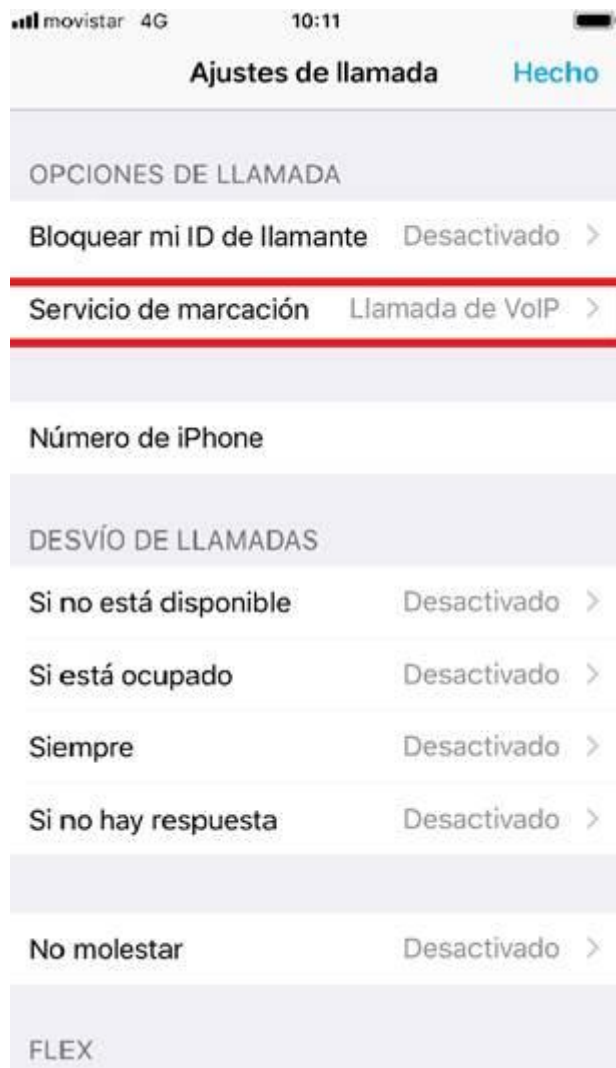 movistar 4G 10:11
Ajustes de llamada Hecho
OPCIONES DE LLAMADA
Bloquear mi ID de llamante Desactivado >
Servicio de marcación Llamada de VoIP >
Número de iPhone
DESVÍO DE LLAMADAS
Si no está disponible Desactivado >
Si está ocupado Desactivado >
Siempre Desactivado >
Si no hay respuesta Desactivado >
No molestar Desactivado >
FLEX